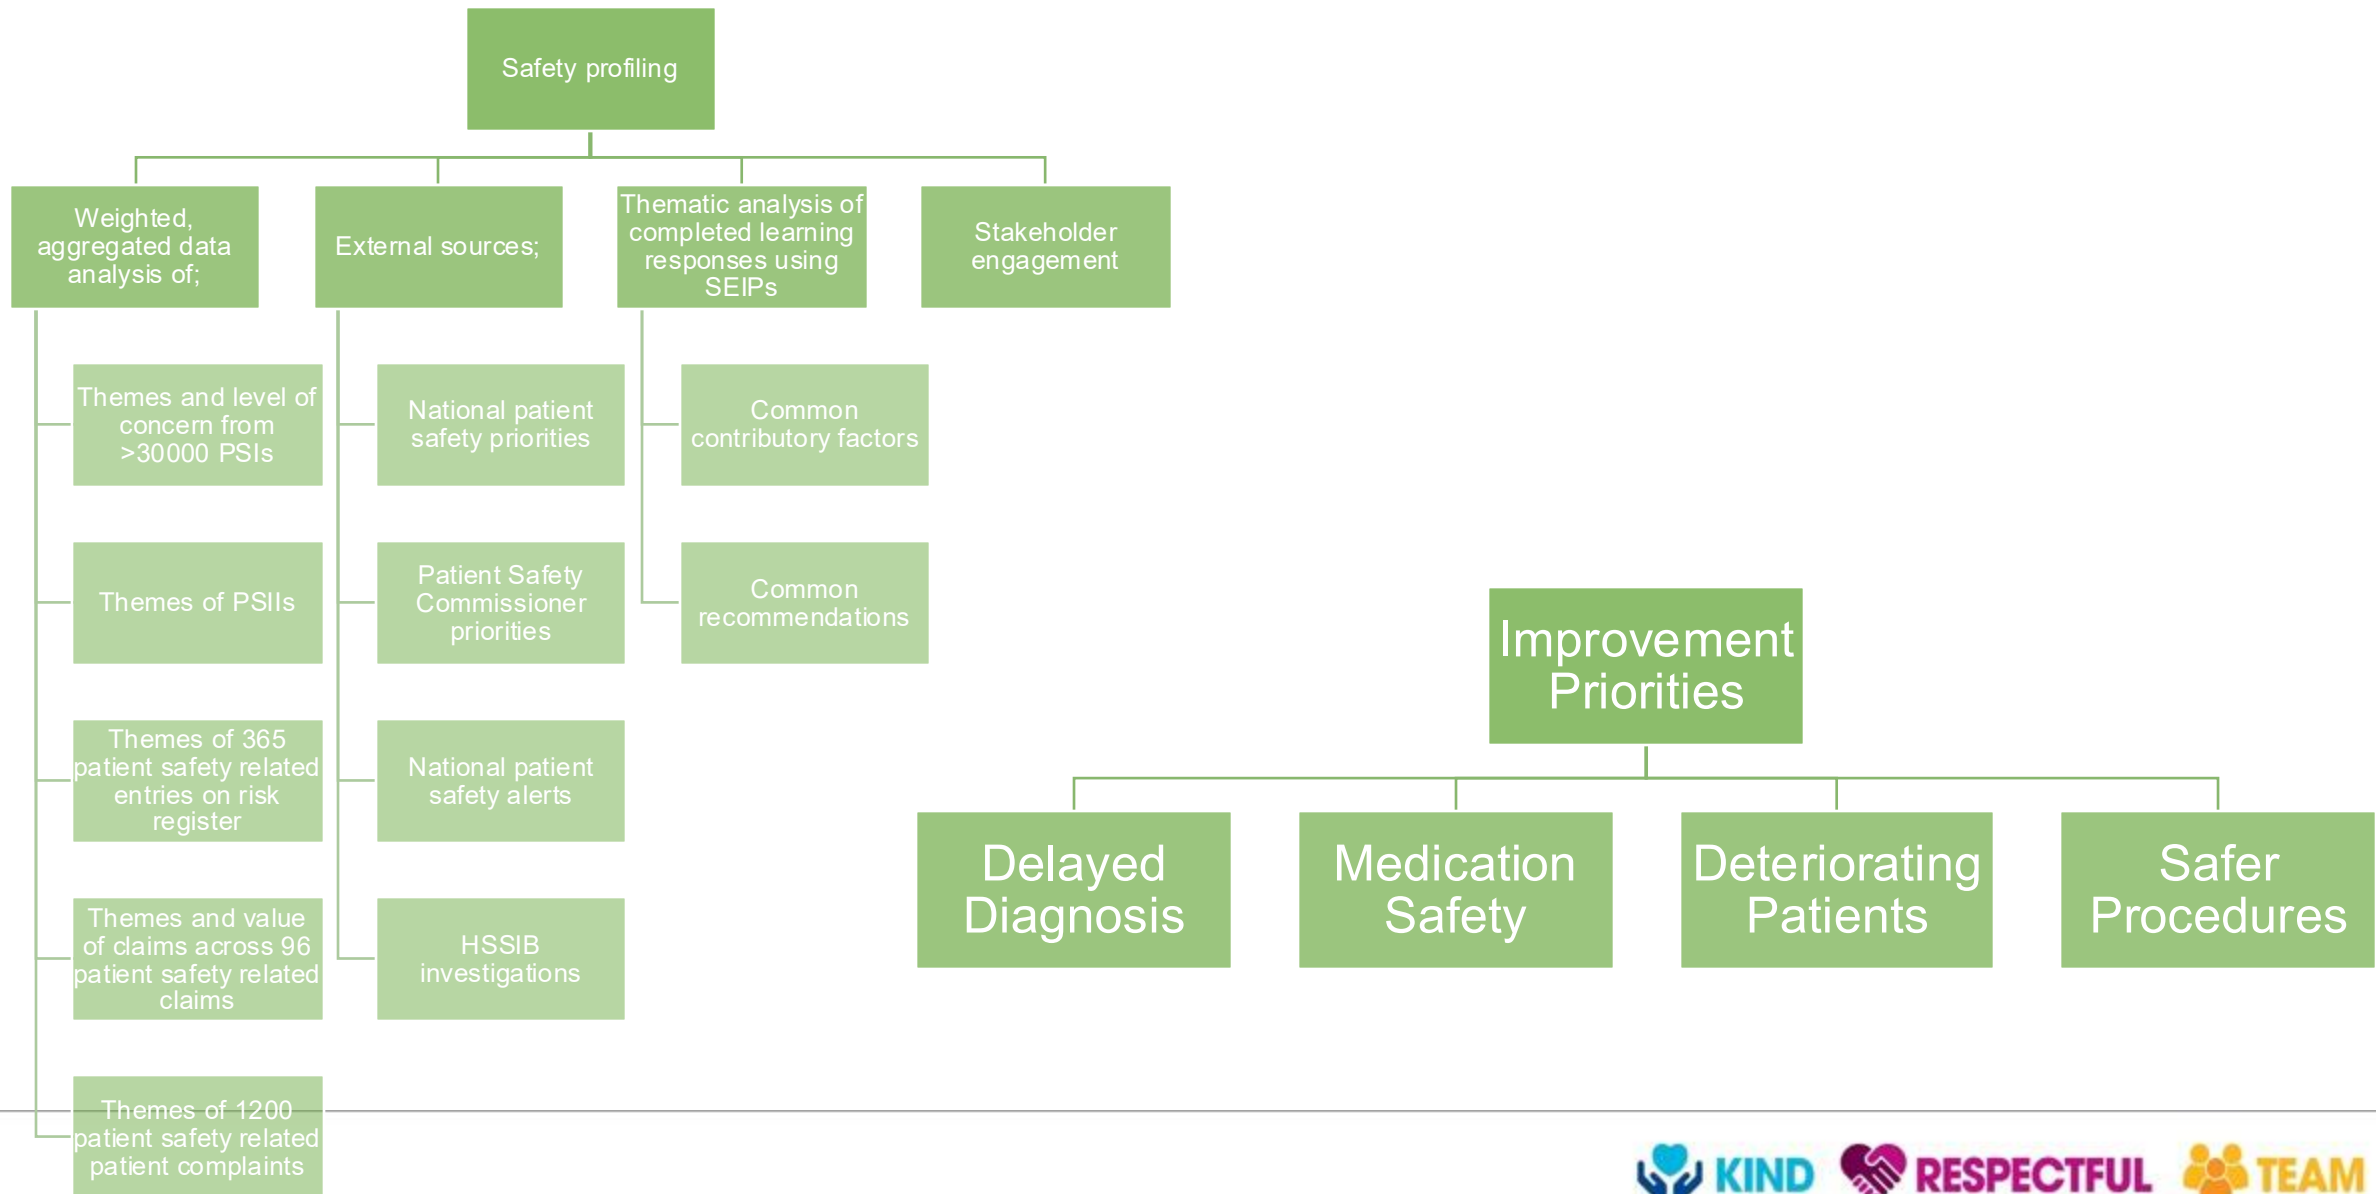 Safety profiling
Weighted,
aggregated data
analysis of;
External sources;
Thematic analysis of
completed learning
responses using
SEIPs
Stakeholder
engagement
Themes and level of
concern from
>30000 PSIs
National patient
safety priorities
Common
contributory factors
Themes of PSIIs
Patient Safety
Commissioner
priorities
Common
recommendations
Themes of 365
patient safety related
entries on risk
register
National patient
safety alerts
Themes and value
of claims across 96
patient safety related
claims
HSSIB
investigations
Themes of 1200
patient safety related
patient complaints
Improvement
Priorities
Delayed
Diagnosis
Medication
Safety
Deteriorating
Patients
Safer
Procedures
KIND
RESPECTFUL
TEAM